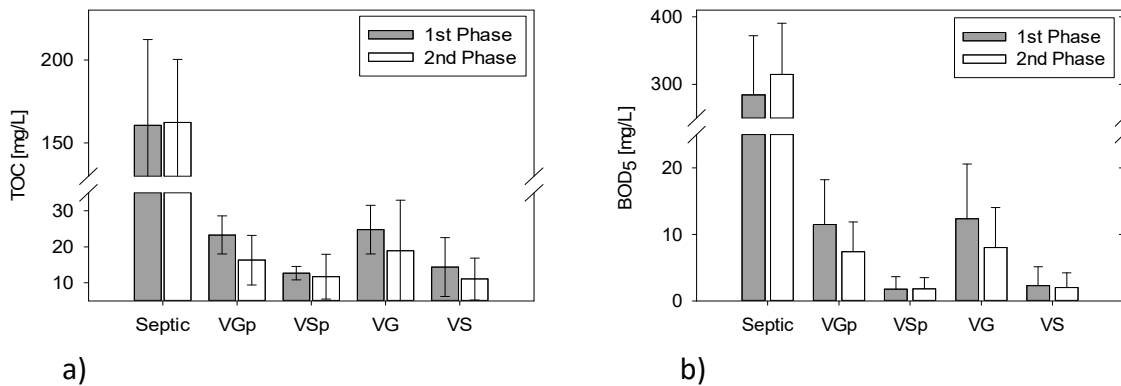 TOC [mg/L]
200
150
30
20
10
1st Phase
2nd Phase
Septic VGp VSp VG VS
a)
BOD5 [mg/L]
400
300
20
10
0
1st Phase
2nd Phase
Septic VGp VSp VG VS
b)